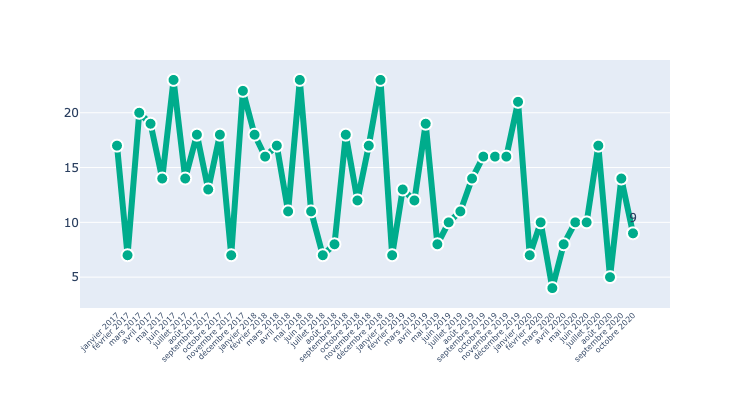 20
15
10
5
9
janvier 2017
février 2017
mars 2017
avril 2017
mai 2017
juin 2017
juillet 2017
août 2017
septembre 2017
octobre 2017
novembre 2017
décembre 2017
janvier 2018
février 2018
mars 2018
avril 2018
mai 2018
juin 2018
juillet 2018
août 2018
septembre 2018
octobre 2018
novembre 2018
décembre 2018
janvier 2019
février 2019
mars 2019
avril 2019
mai 2019
juin 2019
juillet 2019
août 2019
septembre 2019
octobre 2019
novembre 2019
décembre 2019
janvier 2020
février 2020
mars 2020
avril 2020
mai 2020
juin 2020
juillet 2020
août 2020
septembre 2020
octobre 2020